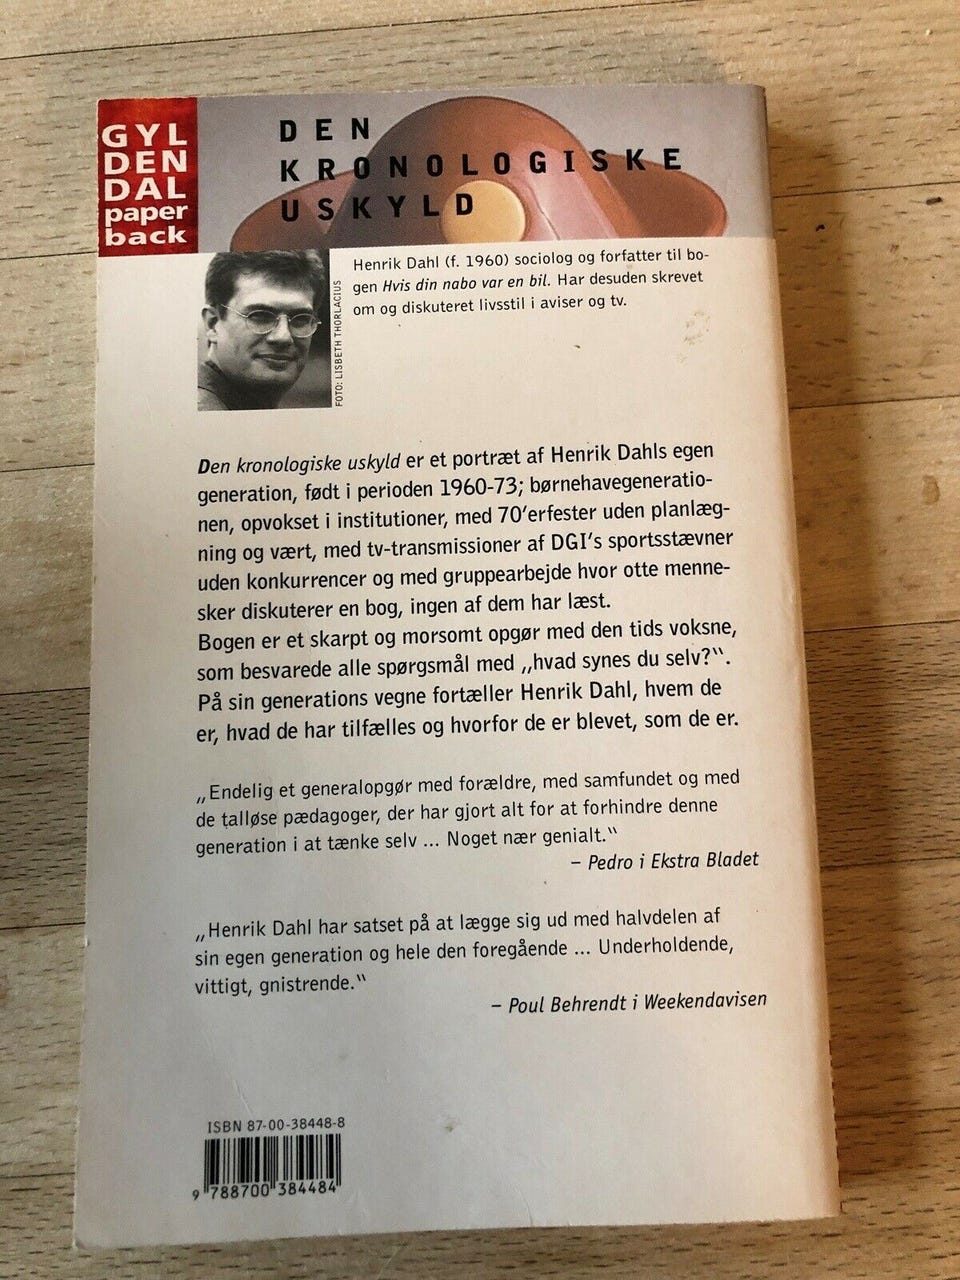 GYL
DEN
DAL
paper
back
DEN
KRONOLOGISKE
USKYLD
Henrik Dahl (f. 1960) sociolog og forfatter til bo-
gen Hvis din nabo var en bil. Har desuden skrevet
om og diskuteret livsstil i aviser og tv.
FOTO: LISBETH THORLACIUS
Den kronologiske uskyld er et portræt af Henrik Dahls egen
generation, født i perioden 1960-73; børnehavegeneratio-
nen, opvokset i institutioner, med 70'erfester uden planlæg-
ning og vært, med tv-transmissioner af DGI's sportsstævner
uden konkurrencer og med gruppearbejde hvor otte menne-
sker diskuterer en bog, ingen af dem har læst.
Bogen er et skarpt og morsomt opgør med den tids voksne,
som besvarede alle spørgsmål med „hvad synes du selv?“.
På sin generations vegne fortæller Henrik Dahl, hvem de
er, hvad de har tilfælles og hvorfor de er blevet, som de er.
„Endelig et generalopgør med forældre, med samfundet og med
de talløse pædagoger, der har gjort alt for at forhindre denne
generation i at tænke selv ... Noget nær genialt.“
– Pedro i Ekstra Bladet
„Henrik Dahl har satset på at lægge sig ud med halvdelen af
sin egen generation og hele den foregående ... Underholdende,
vittigt, gnistrende.“
– Poul Behrendt i Weekendavisen
ISBN 87-00-38448-8
9 788700 384484